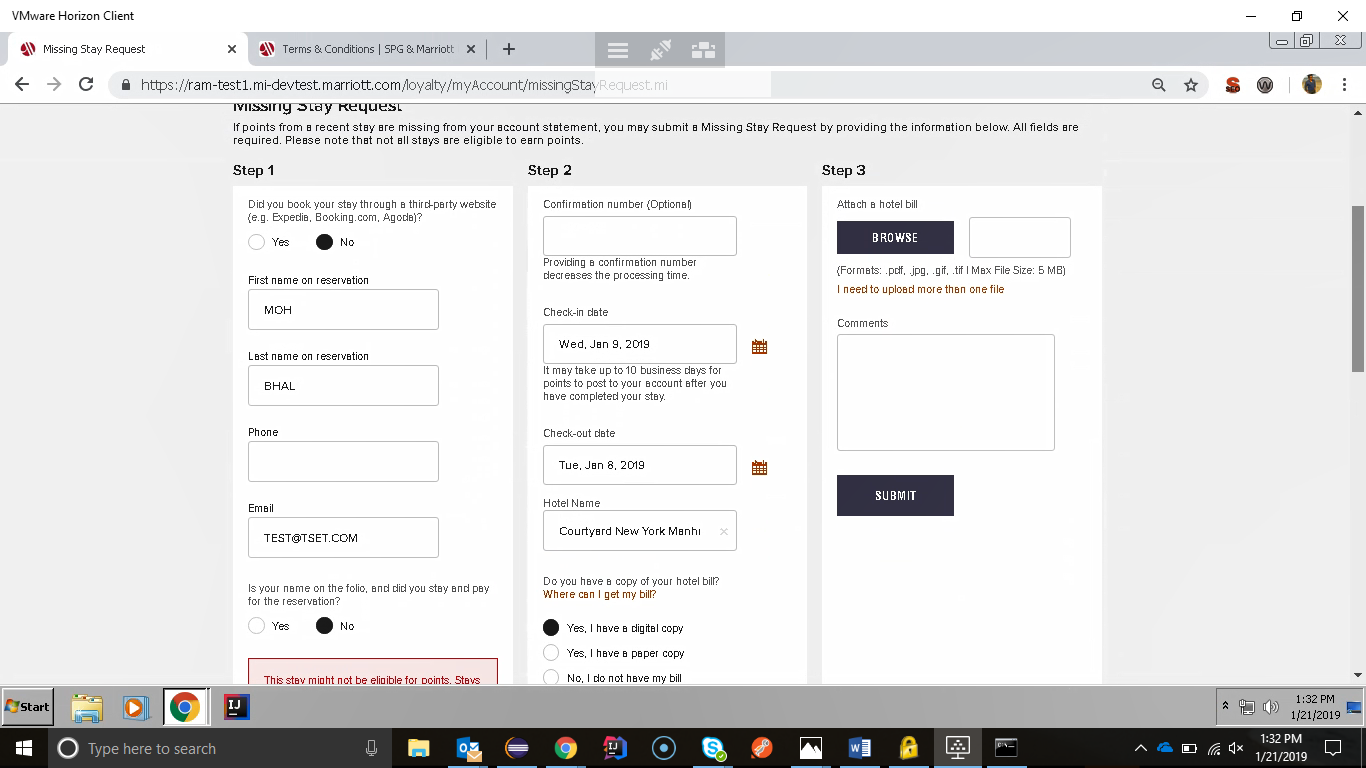 VMware Horizon Client
Missing Stay Request
Terms & Conditions | SPG & Marriott
https://ram-test1.mi-devtest.marriott.com/loyalty/myAccount/missingStayRequest.mi
Missing Stay Request
If points from a recent stay are missing from your account statement, you may submit a Missing Stay Request by providing the information below. All fields are
required. Please note that not all stays are eligible to earn points.
Step 1
Did you book your stay through a third-party website
(e.g. Expedia, Booking.com, Agoda)?
Yes
No
First name on reservation
MOH
Last name on reservation
BHAL
Phone
Email
TEST@TSET.COM
Is your name on the folio, and did you stay and pay
for the reservation?
Yes
No
This stay might not be eligible for points. Stays
Step 2
Confirmation number (Optional)
Providing a confirmation number
decreases the processing time.
Check-in date
Wed, Jan 9, 2019
It may take up to 10 business days for
points to post to your account after you
have completed your stay.
Check-out date
Tue, Jan 8, 2019
Hotel Name
Courtyard New York Manh
Do you have a copy of your hotel bill?
Where can I get my bill?
Yes, I have a digital copy
Yes, I have a paper copy
No, I do not have my bill
Step 3
Attach a hotel bill
BROWSE
(Formats: .pdf, .jpg, .gif, .tif | Max File Size: 5 MB)
I need to upload more than one file
Comments
SUBMIT
Start
1:32 PM
1/21/2019
Type here to search
1:32 PM
1/21/2019